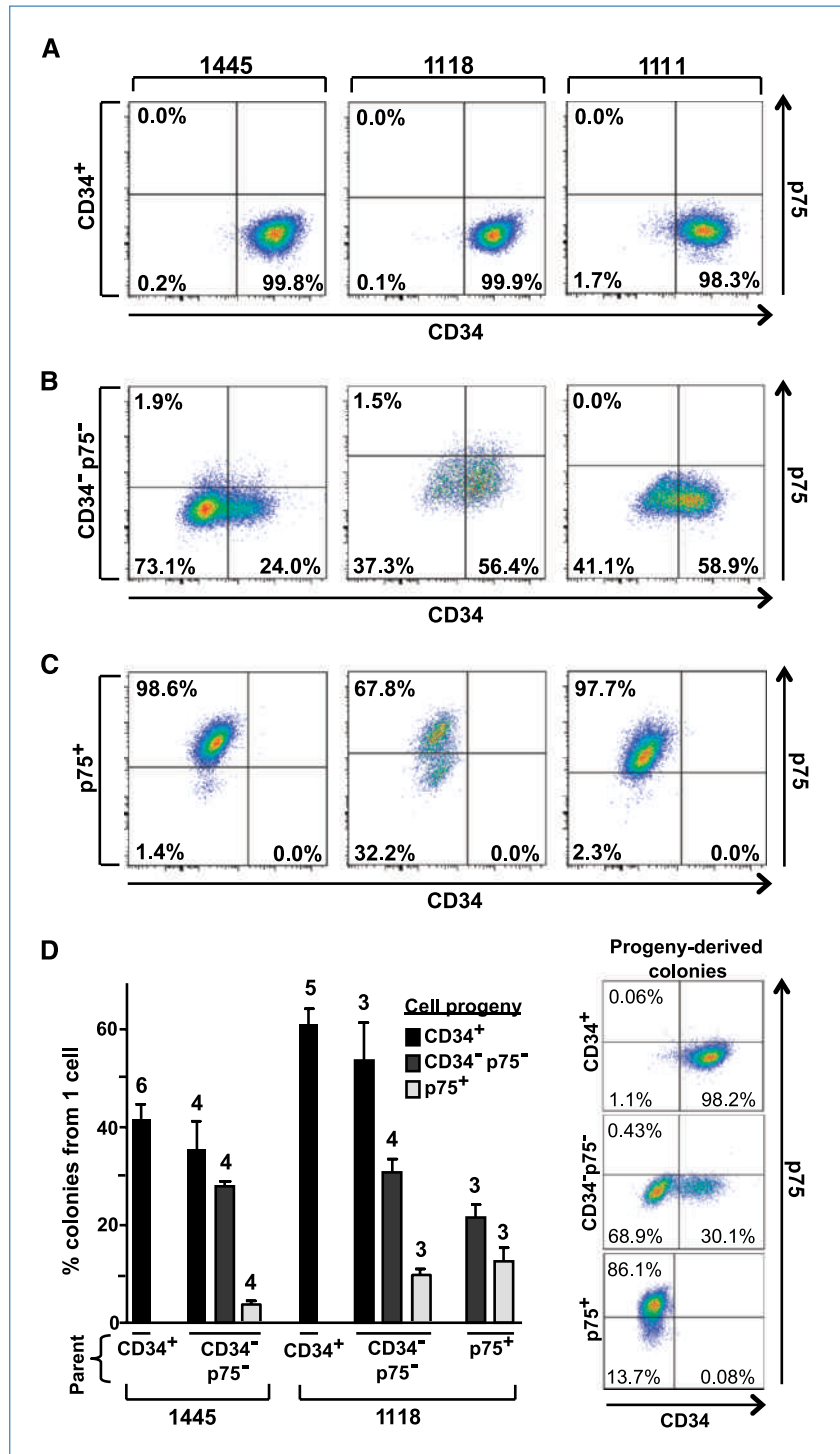 A
1445 1118 1111
CD34+
0.0% 0.0% 0.0%
0.2% 99.8% 0.1% 99.9% 1.7% 98.3%
p75
CD34
B
CD34- p75-
1.9% 1.5% 0.0%
73.1% 24.0% 37.3% 56.4% 41.1% 58.9%
p75
CD34
C
p75+
98.6% 67.8% 97.7%
1.4% 0.0% 32.2% 0.0% 2.3% 0.0%
p75
CD34
D
% colonies from 1 cell
60
40
20
0
6 4 4 4 5 3 4 3 3 3
Cell progeny
CD34+
CD34- p75-
p75+
Parent
CD34+ CD34- p75- CD34+ CD34- p75- p75+
1445 1118
Progeny-derived
colonies
CD34+
0.06%
1.1% 98.2%
CD34-p75-
0.43%
68.9% 30.1%
p75+
86.1%
13.7% 0.08%
p75
CD34